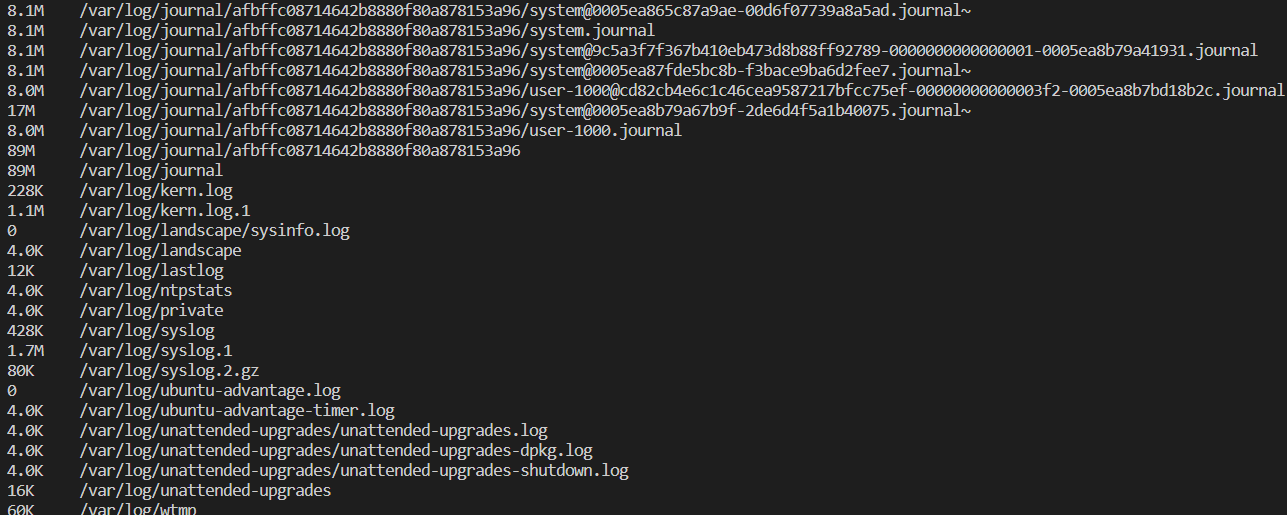 8.1M    /var/log/journal/afbffc08714642b8880f80a878153a96/system@0005ea865c87a9ae-00d6f07739a8a5ad.journal~
8.1M    /var/log/journal/afbffc08714642b8880f80a878153a96/system.journal
8.1M    /var/log/journal/afbffc08714642b8880f80a878153a96/system@9c5a3f7f367b410eb473d8b88ff92789-0000000000000001-0005ea8b79a41931.journal
8.1M    /var/log/journal/afbffc08714642b8880f80a878153a96/system@0005ea87fde5bc8b-f3bace9ba6d2fee7.journal~
8.0M    /var/log/journal/afbffc08714642b8880f80a878153a96/user-1000@cd82cb4e6c1c46cea9587217bfcc75ef-00000000000003f2-0005ea8b7bd18b2c.journal
17M     /var/log/journal/afbffc08714642b8880f80a878153a96/system@0005ea8b79a67b9f-2de6d4f5a1b40075.journal~
8.0M    /var/log/journal/afbffc08714642b8880f80a878153a96/user-1000.journal
89M     /var/log/journal/afbffc08714642b8880f80a878153a96
89M     /var/log/journal
228K    /var/log/kern.log
1.1M    /var/log/kern.log.1
0       /var/log/landscape/sysinfo.log
4.0K    /var/log/landscape
12K     /var/log/lastlog
4.0K    /var/log/ntpstats
4.0K    /var/log/private
428K    /var/log/syslog
1.7M    /var/log/syslog.1
80K     /var/log/syslog.2.gz
0       /var/log/ubuntu-advantage.log
4.0K    /var/log/ubuntu-advantage-timer.log
4.0K    /var/log/unattended-upgrades/unattended-upgrades.log
4.0K    /var/log/unattended-upgrades/unattended-upgrades-dpkg.log
4.0K    /var/log/unattended-upgrades/unattended-upgrades-shutdown.log
16K     /var/log/unattended-upgrades
60K     /var/log/wtmp